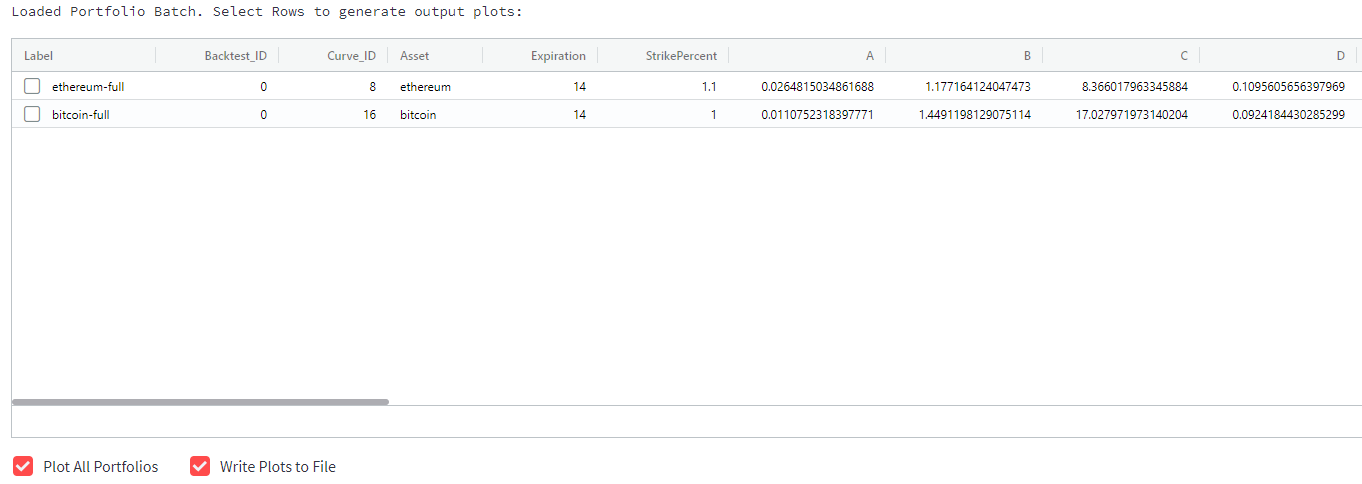 Loaded Portfolio Batch. Select Rows to generate output plots:
Label Backtest_ID Curve_ID Asset Expiration StrikePercent A B C D
ethereum-full 0 8 ethereum 14 1.1 0.0264815034861688 1.177164124047473 8.366017963345884 0.1095605656397969
bitcoin-full 0 16 bitcoin 14 1 0.0110752318397771 1.4491198129075114 17.027971973140204 0.0924184430285299
Plot All Portfolios Write Plots to File